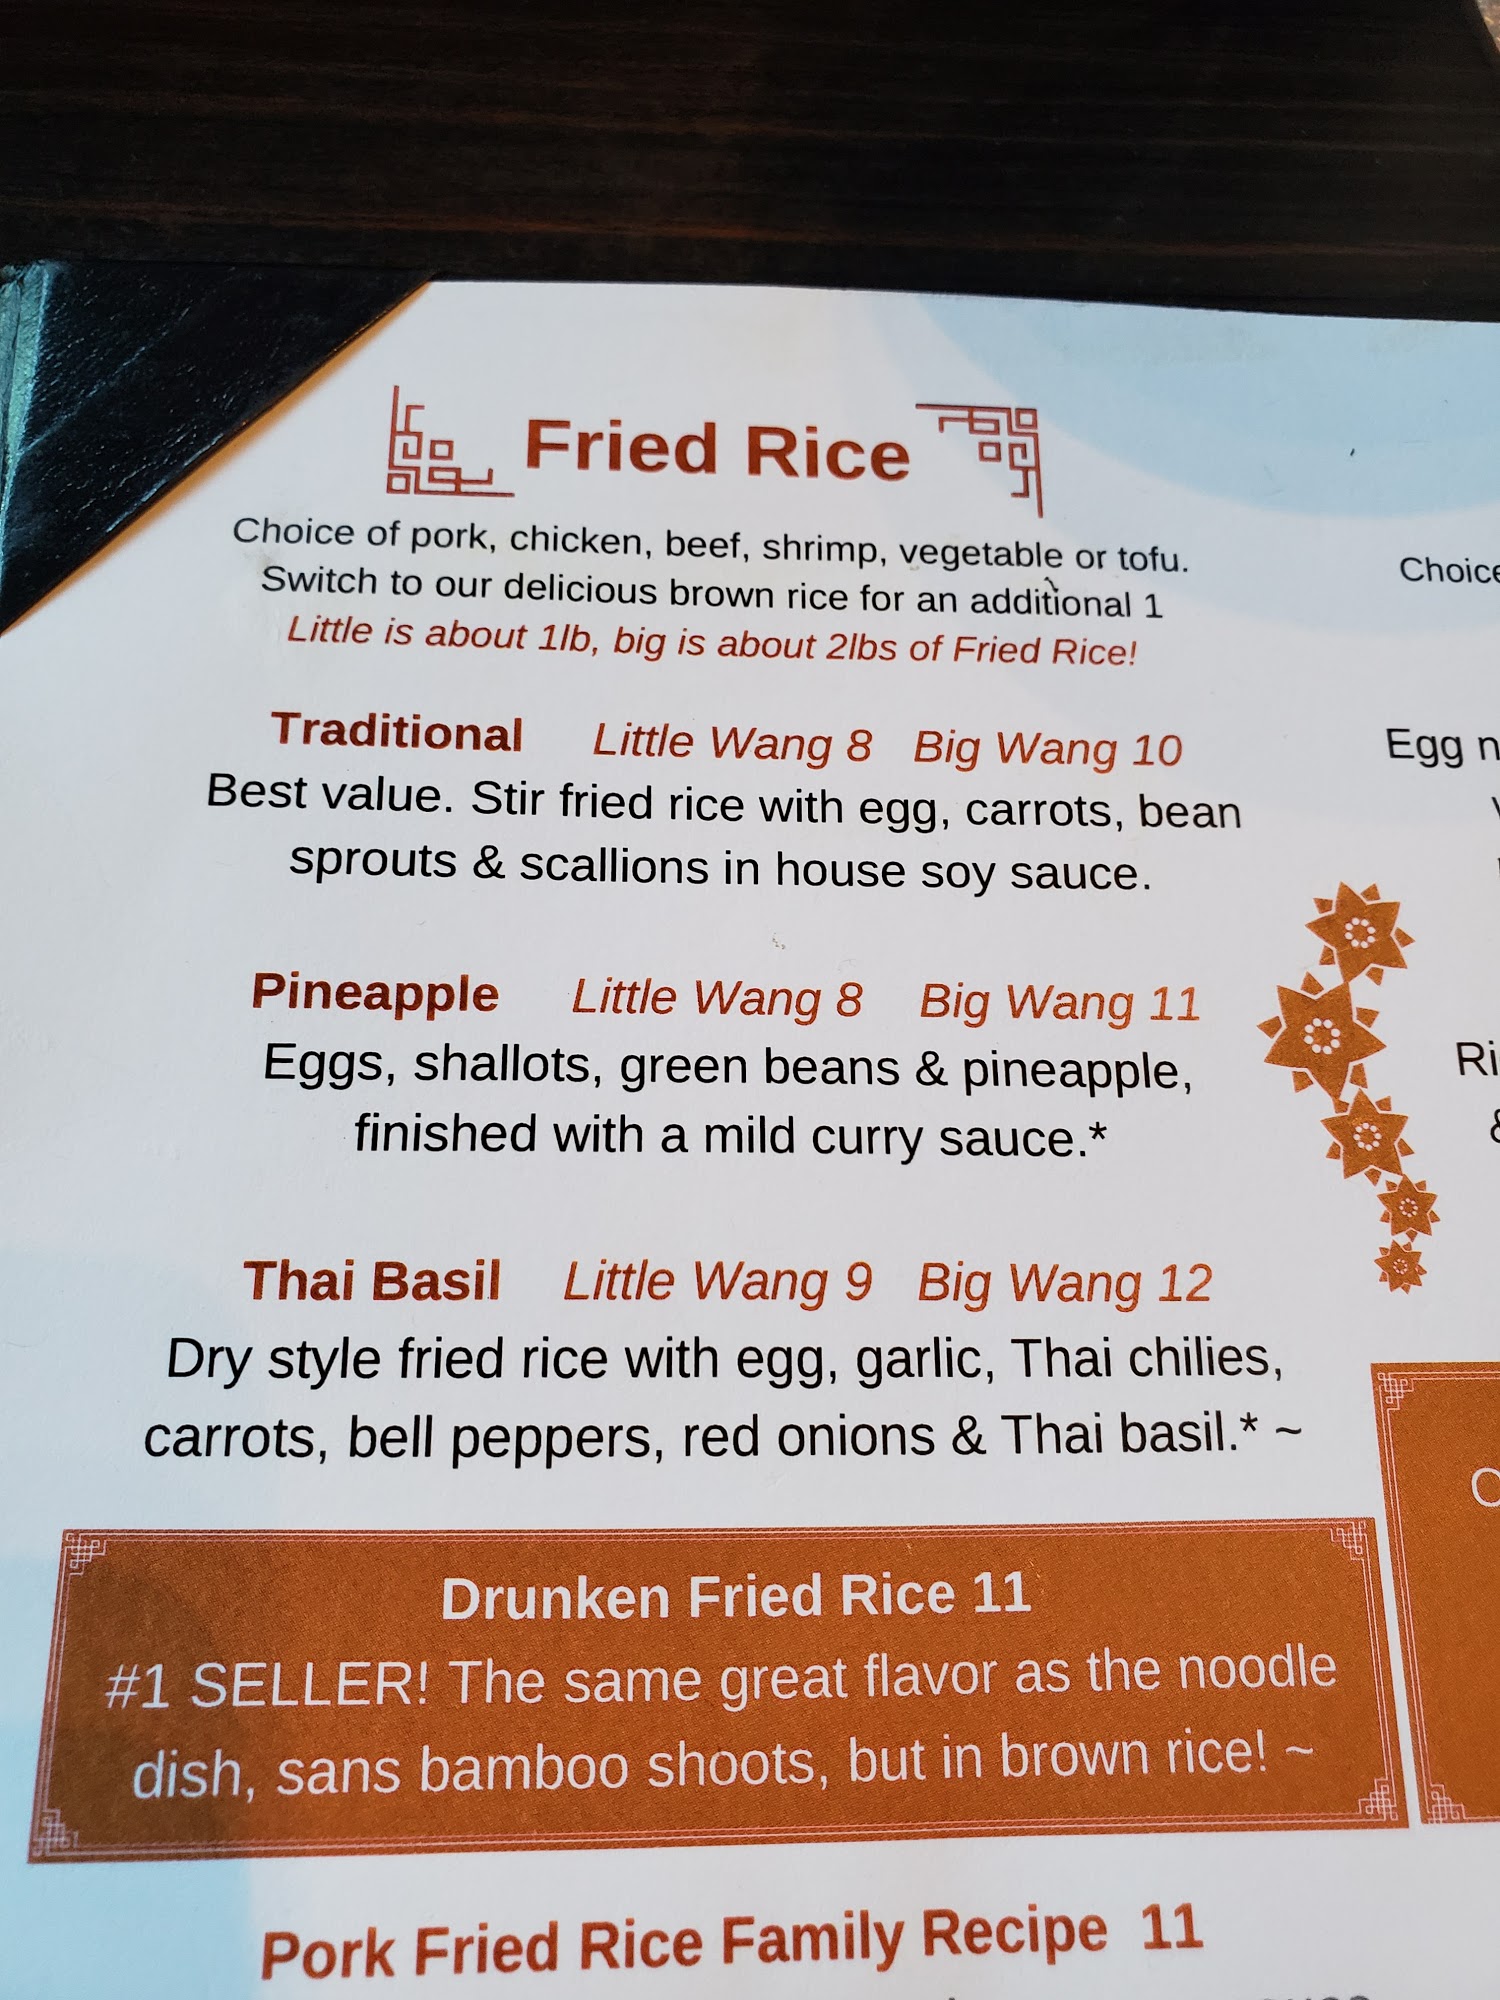 Fried Rice
Choice of pork, chicken, beef, shrimp, vegetable or tofu.
Switch to our delicious brown rice for an additional 1
Little is about 1lb, big is about 2lbs of Fried Rice!
Traditional Little Wang 8 Big Wang 10
Best value. Stir fried rice with egg, carrots, bean
sprouts & scallions in house soy sauce.
Pineapple Little Wang 8 Big Wang 11
Eggs, shallots, green beans & pineapple,
finished with a mild curry sauce.*
Thai Basil Little Wang 9 Big Wang 12
Dry style fried rice with egg, garlic, Thai chilies,
carrots, bell peppers, red onions & Thai basil.* ~
Drunken Fried Rice 11
#1 SELLER! The same great flavor as the noodle
dish, sans bamboo shoots, but in brown rice! ~
Pork Fried Rice Family Recipe 11
Choice
Egg
&